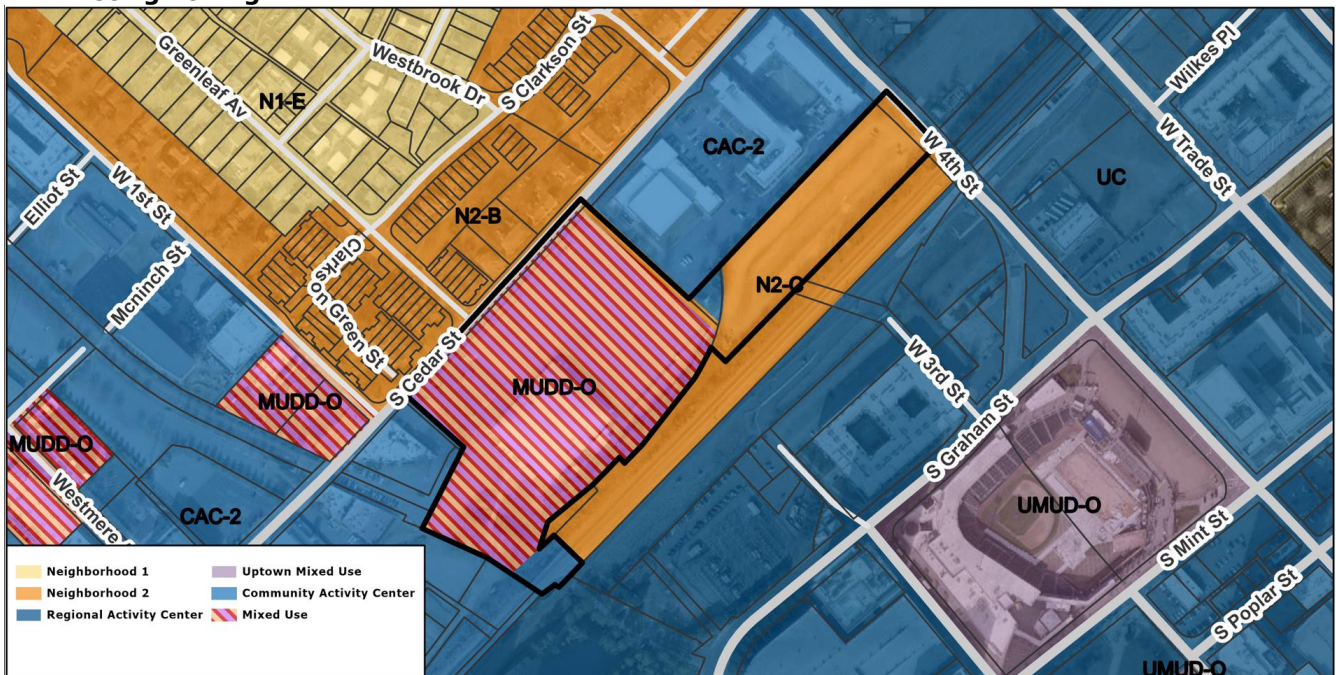 Greenleaf Av
Westbrook Dr
S Clarkson St
Wilkes Pl
N1-E
CAC-2
W 4th St
W Trade St
UC
Elliot St
W 1st St
N2-B
Mcninch St
Clarkson Green St
N2-O
S Cedar St
W 3rd St
MUDD-O
MUDD-O
MUDD-O
S Graham St
Westmere
CAC-2
UMUD-O
S Mint St
S Poplar St
UMUD-O
Neighborhood 1
Neighborhood 2
Regional Activity Center
Uptown Mixed Use
Community Activity Center
Mixed Use